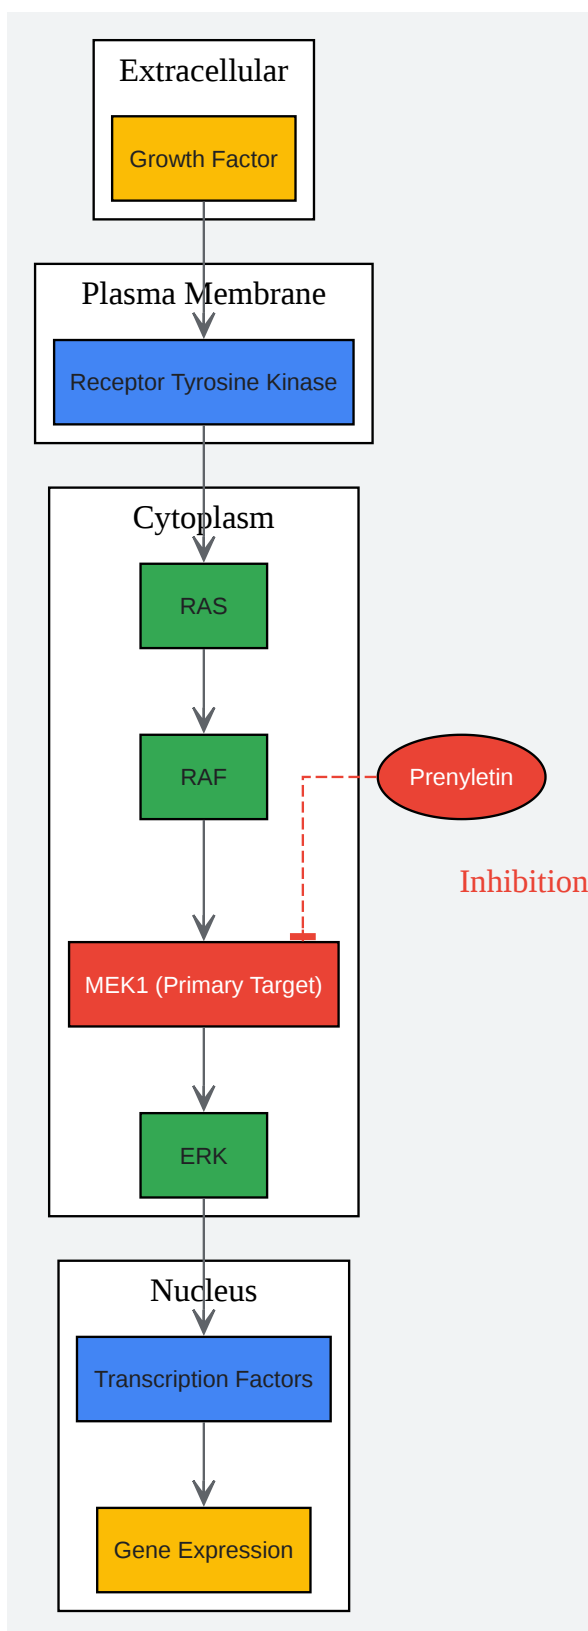 Extracellular
Growth Factor
Plasma Membrane
Receptor Tyrosine Kinase
Cytoplasm
RAS
RAF
Prenyletin
Inhibition
MEK1 (Primary Target)
ERK
Nucleus
Transcription Factors
Gene Expression